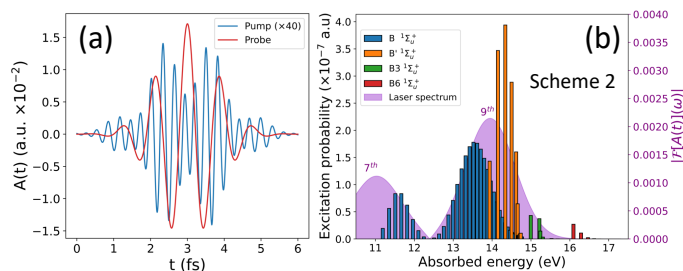 (a)
Pump (×40)
Probe
A(t) (a.u. ×10⁻²)
1.5
1.0
0.5
0.0
−0.5
−1.0
−1.5
0 1 2 3 4 5 6
t (fs)
(b)
B ¹Σᵤ⁺
B' ¹Σᵤ⁺
B3 ¹Σᵤ⁺
B6 ¹Σᵤ⁺
Laser spectrum
Scheme 2
7ᵗʰ
9ᵗʰ
Excitation probability (×10⁻⁷ a.u)
4.0
3.5
3.0
2.5
2.0
1.5
1.0
0.5
0.0
11 12 13 14 15 16 17
Absorbed energy (eV)
0.0040
0.0035
0.0030
0.0025
0.0020
0.0015
0.0010
0.0005
0.0000
|ℱ[A(t)](ω)|